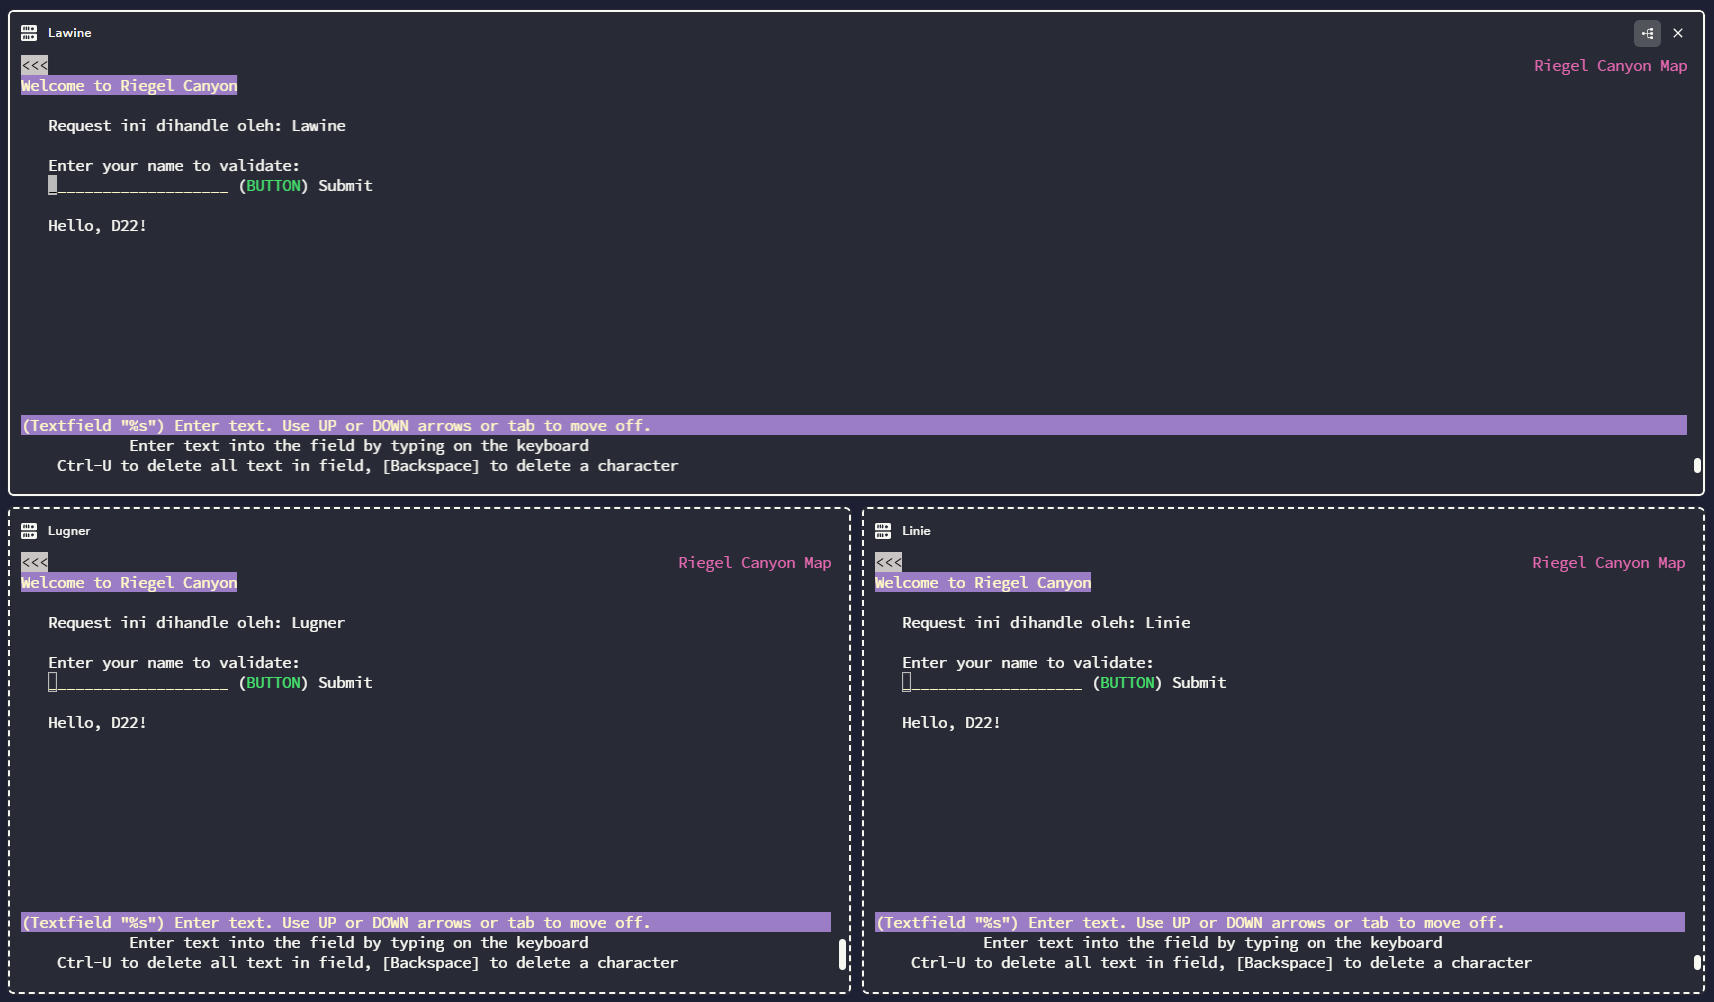 Lawine
<<< Riegel Canyon Map
Welcome to Riegel Canyon
Request ini dihandle oleh: Lawine
Enter your name to validate:
____________________ (BUTTON) Submit
Hello, D22!
(Textfield "%s") Enter text. Use UP or DOWN arrows or tab to move off.
Enter text into the field by typing on the keyboard
Ctrl-U to delete all text in field, [Backspace] to delete a character
Lugner
<<< Riegel Canyon Map
Welcome to Riegel Canyon
Request ini dihandle oleh: Lugner
Enter your name to validate:
____________________ (BUTTON) Submit
Hello, D22!
(Textfield "%s") Enter text. Use UP or DOWN arrows or tab to move off.
Enter text into the field by typing on the keyboard
Ctrl-U to delete all text in field, [Backspace] to delete a character
Linie
<<< Riegel Canyon Map
Welcome to Riegel Canyon
Request ini dihandle oleh: Linie
Enter your name to validate:
____________________ (BUTTON) Submit
Hello, D22!
(Textfield "%s") Enter text. Use UP or DOWN arrows or tab to move off.
Enter text into the field by typing on the keyboard
Ctrl-U to delete all text in field, [Backspace] to delete a character